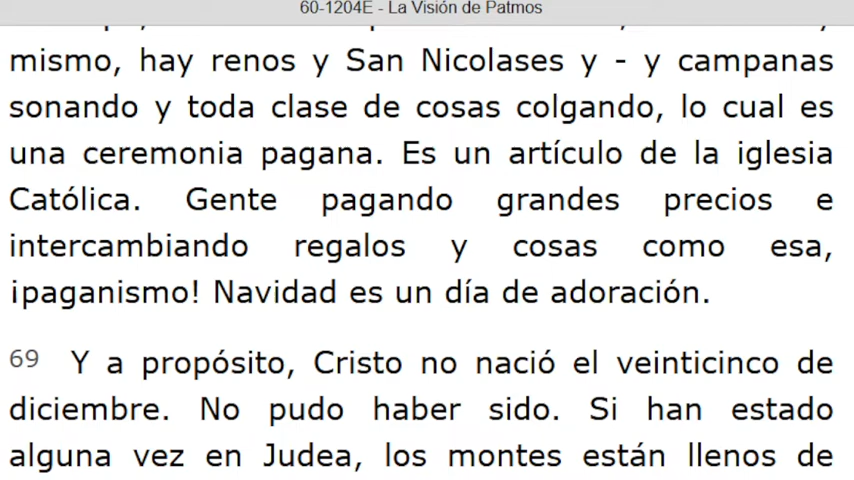 60-1204E - La Visión de Patmos
mismo, hay renos y San Nicolases y - y campanas
sonando y toda clase de cosas colgando, lo cual es
una ceremonia pagana. Es un artículo de la iglesia
Católica. Gente pagando grandes precios e
intercambiando regalos y cosas como esa,
¡paganismo! Navidad es un día de adoración.
69 Y a propósito, Cristo no nació el veinticinco de
diciembre. No pudo haber sido. Si han estado
alguna vez en Judea, los montes están llenos de